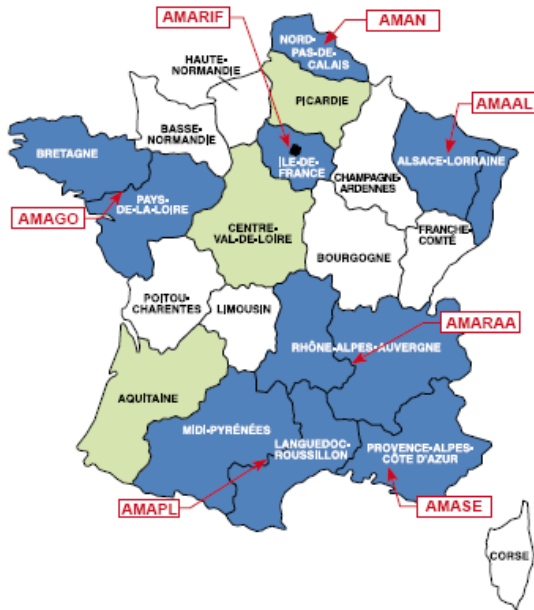 AMARIF
AMAN
NORD-
PAS-DE-
CALAIS
HAUTE-
NORMANDIE
PICARDIE
AMAAL
BASSE-
NORMANDIE
BRETAGNE
ÎLE-DE-
FRANCE
ALSACE-LORRAINE
CHAMPAGNE-
ARDENNES
PAYS-
DE-LA-LOIRE
AMAGO
CENTRE-
VAL-DE-LOIRE
FRANCHE-
COMTÉ
BOURGOGNE
POITOU-
CHARENTES
LIMOUSIN
AMARAA
RHÔNE-ALPES-AUVERGNE
AQUITAINE
MIDI-PYRÉNÉES
LANGUEDOC-
ROUSSILLON
PROVENCE-ALPES-
CÔTE D'AZUR
AMAPL
AMASE
CORSE